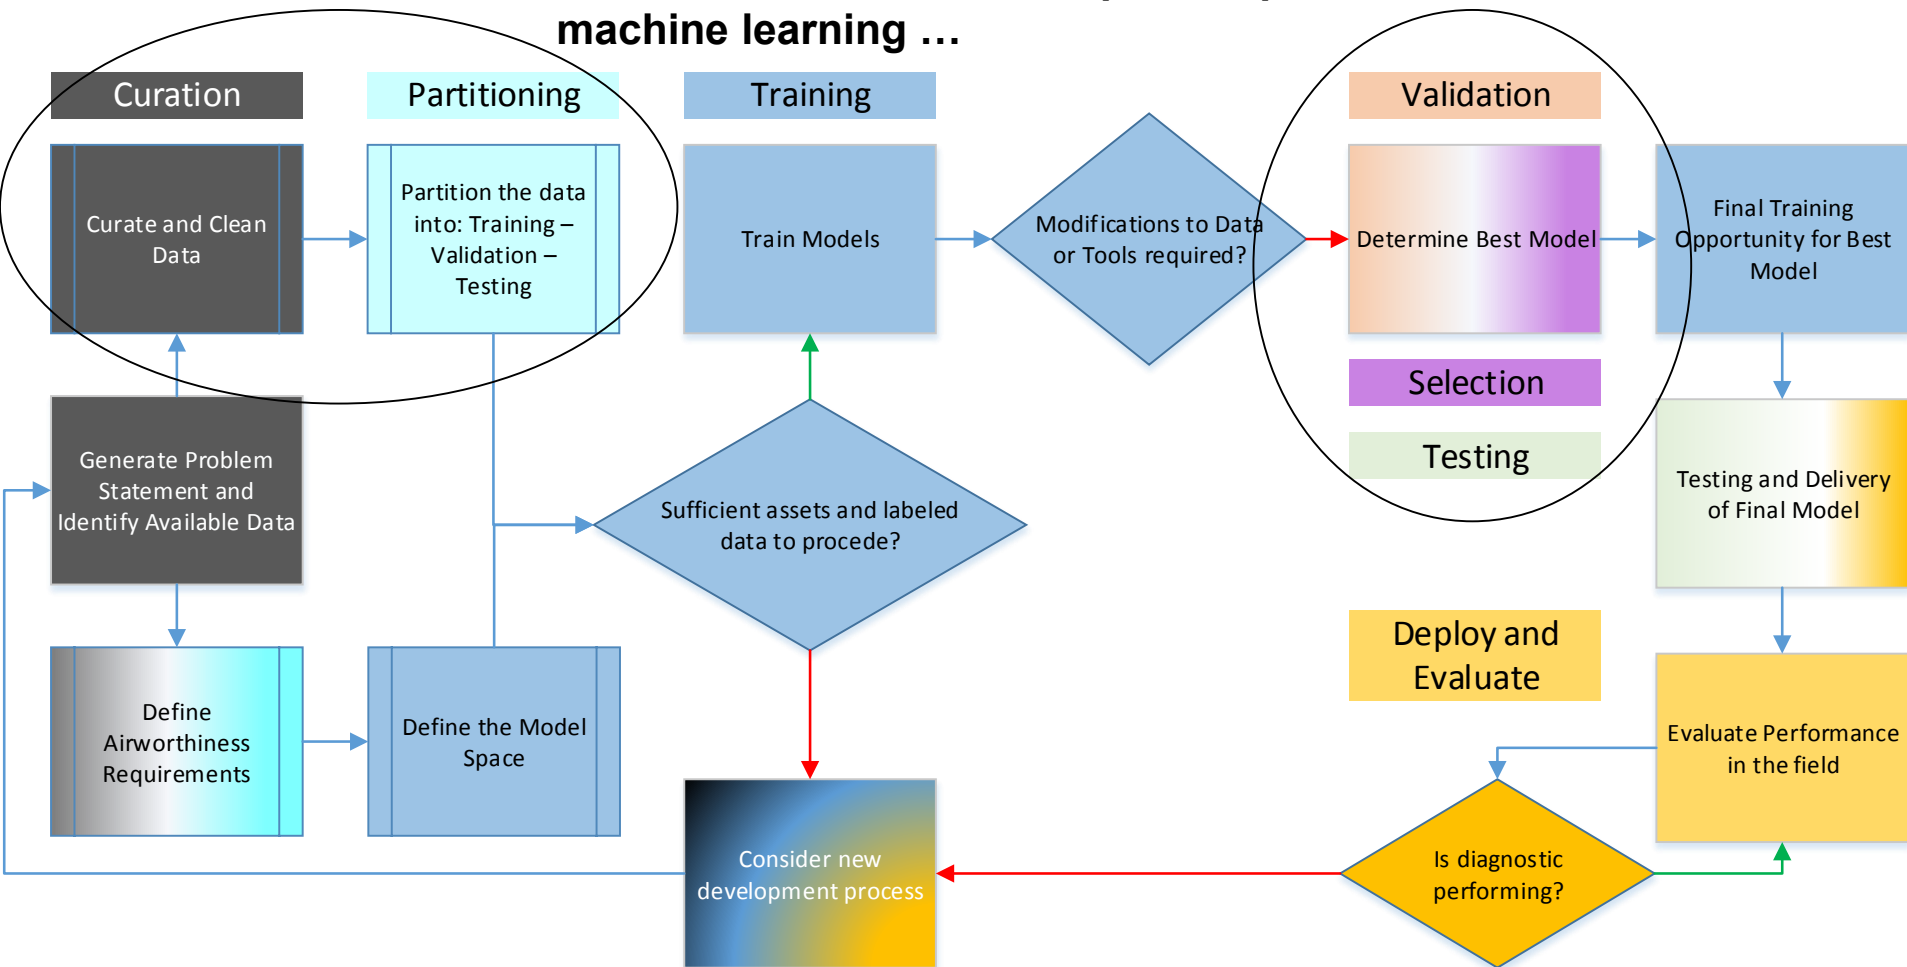 machine learning …
Curation
Partitioning
Training
Validation
Curate and Clean
Data
Partition the data
into: Training –
Validation –
Testing
Train Models
Modifications to Data
or Tools required?
Determine Best Model
Final Training
Opportunity for Best
Model
Selection
Testing
Generate Problem
Statement and
Identify Available Data
Sufficient assets and labeled
data to procede?
Testing and Delivery
of Final Model
Deploy and
Evaluate
Define
Airworthiness
Requirements
Define the Model
Space
Evaluate Performance
in the field
Consider new
development process
Is diagnostic
performing?